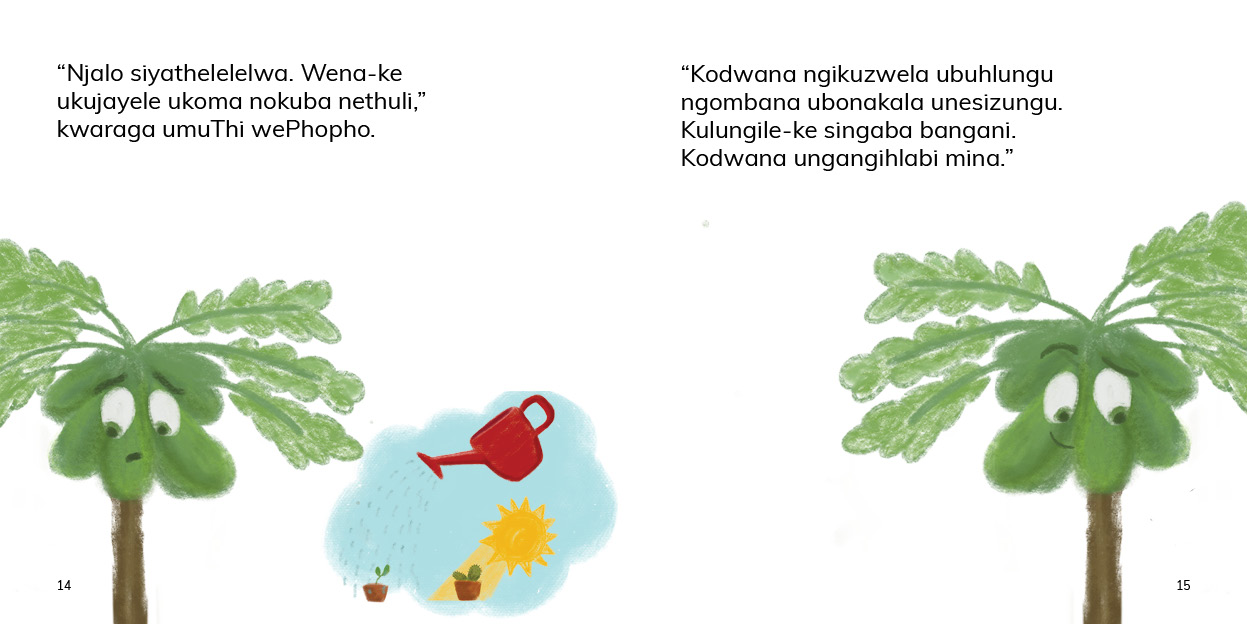 “Njalo siyathelelelwa. Wena-ke
ukujayele ukoma nokuba nethuli,”
kwaraga umuThi wePhopho.
14
“Kodwana ngikuzwela ubuhlungu
ngombana ubonakala unesizungu.
Kulungile-ke singaba bangani.
Kodwana ungangihlabi mina.”
15